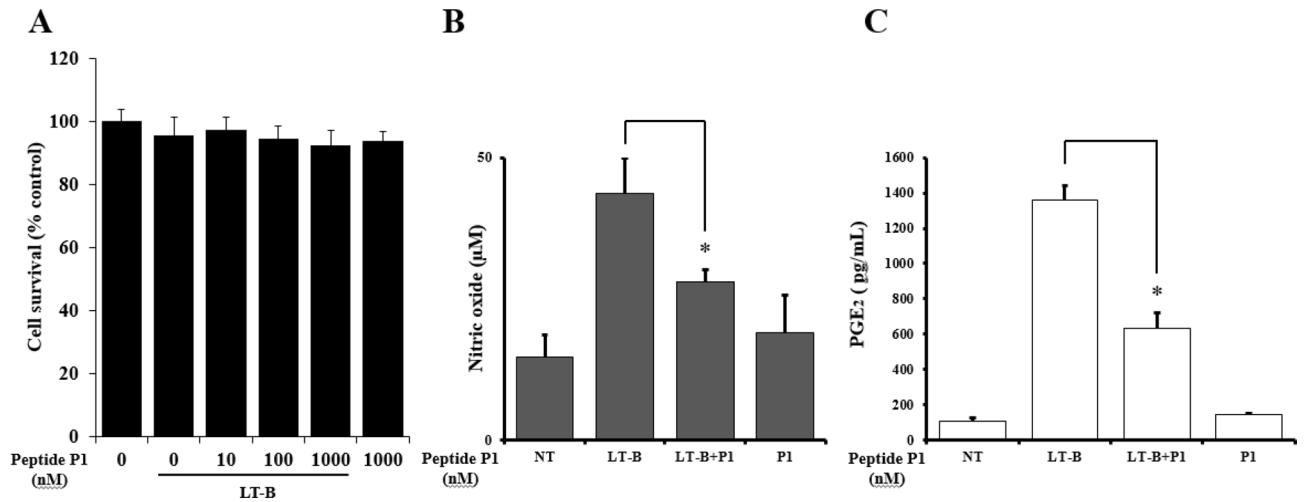 A
120
100
80
60
40
20
0
Cell survival (% control)
Peptide P1
(nM)
0 0 10 100 1000 1000
LT-B
B
50
0
Nitric oxide (μM)
*
Peptide P1
(nM)
NT LT-B LT-B+P1 P1
C
1600
1400
1200
1000
800
600
400
200
0
PGE2 ( pg/mL)
*
Peptide P1
(nM)
NT LT-B LT-B+P1 P1